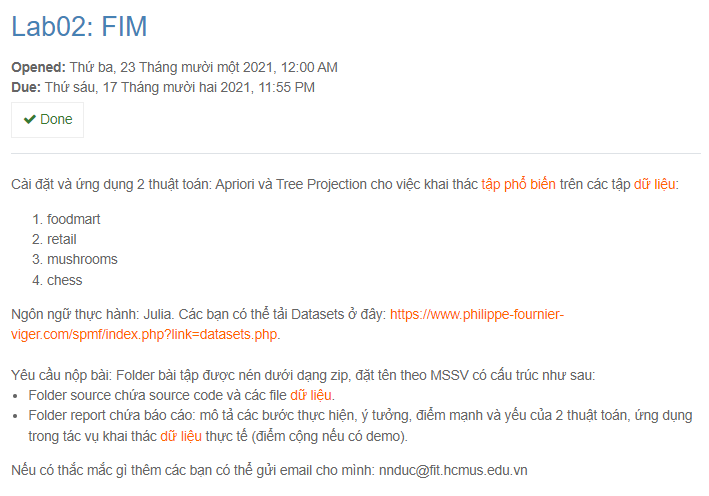 Lab02: FIM
Opened: Thứ ba, 23 Tháng mười một 2021, 12:00 AM
Due: Thứ sáu, 17 Tháng mười hai 2021, 11:55 PM
✔ Done
Cài đặt và ứng dụng 2 thuật toán: Apriori và Tree Projection cho việc khai thác tập phổ biến trên các tập dữ liệu:
1. foodmart
2. retail
3. mushrooms
4. chess
Ngôn ngữ thực hành: Julia. Các bạn có thể tải Datasets ở đây: https://www.philippe-fournier-
viger.com/spmf/index.php?link=datasets.php.
Yêu cầu nộp bài: Folder bài tập được nén dưới dạng zip, đặt tên theo MSSV có cấu trúc như sau:
• Folder source chứa source code và các file dữ liệu.
• Folder report chứa báo cáo: mô tả các bước thực hiện, ý tưởng, điểm mạnh và yếu của 2 thuật toán, ứng dụng
trong tác vụ khai thác dữ liệu thực tế (điểm cộng nếu có demo).
Nếu có thắc mắc gì thêm các bạn có thể gửi email cho mình: nnduc@fit.hcmus.edu.vn